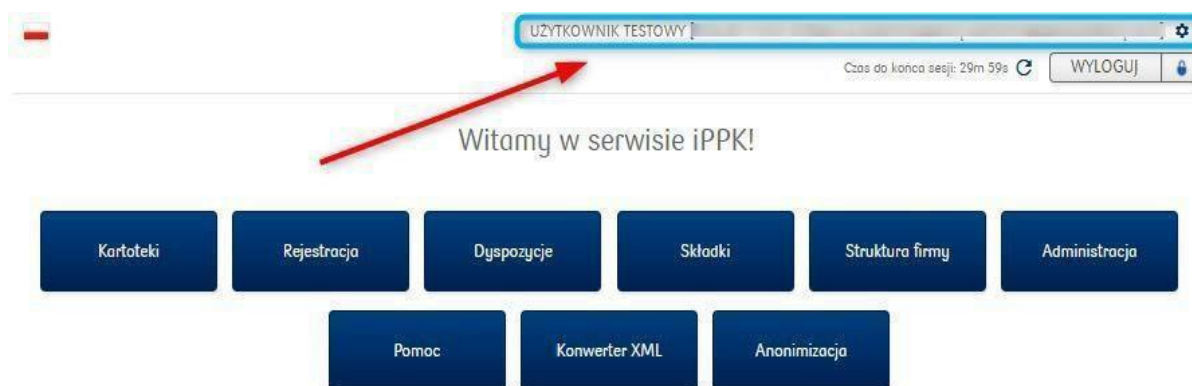 UŻYTKOWNIK TESTOWY [ ]
Czas do końca sesji: 29m 59s WYLOGUJ
Witamy w serwisie iPPK!
Kartoteki Rejestracja Dyspozycje Składki Struktura firmy Administracja
Pomoc Konwerter XML Anonimizacja